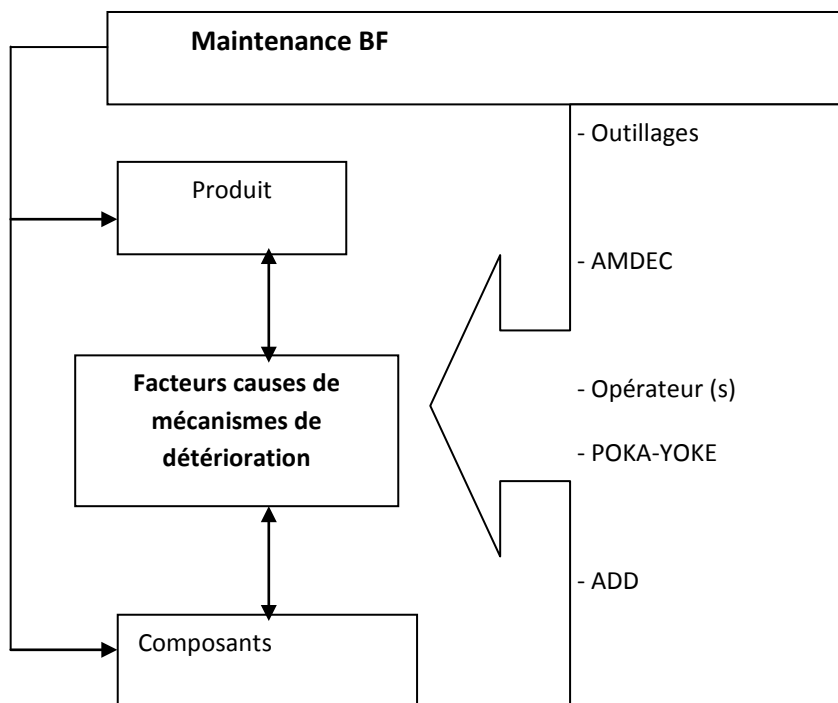 Maintenance BF
- Outillages
Produit
- AMDEC
Facteurs causes de
mécanismes de
détérioration
- Opérateur (s)
- POKA-YOKE
- ADD
Composants